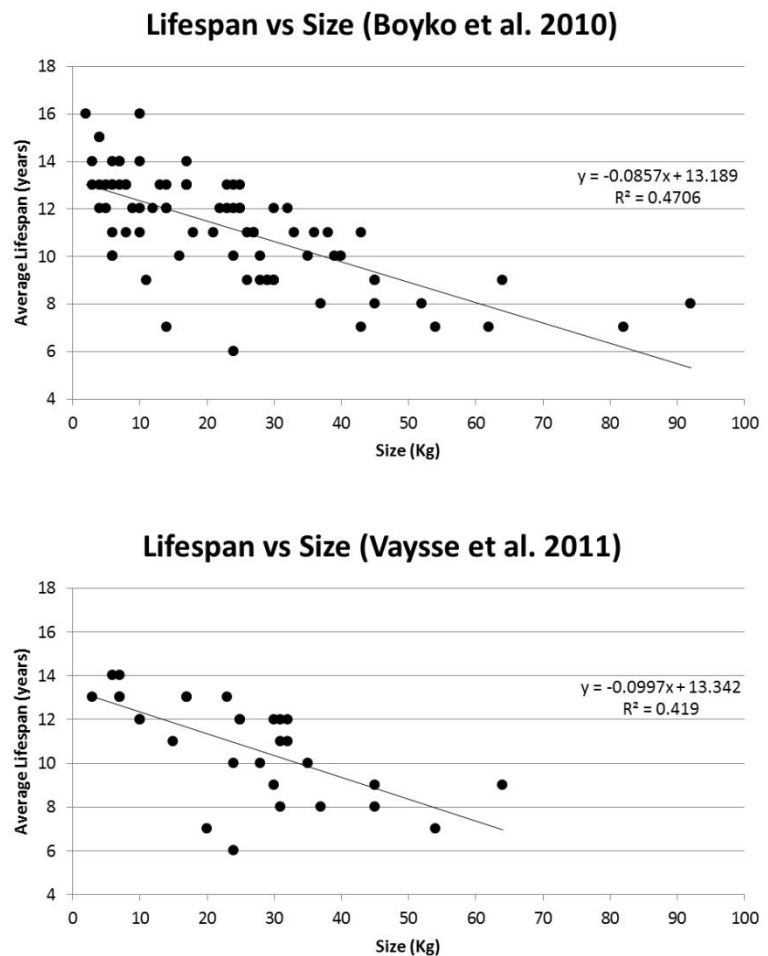 Lifespan vs Size (Boyko et al. 2010)
18
16
14
12
10
8
6
4
Average Lifespan (years)
y = -0.0857x + 13.189
R² = 0.4706
0 10 20 30 40 50 60 70 80 90 100
Size (Kg)
Lifespan vs Size (Vaysse et al. 2011)
18
16
14
12
10
8
6
4
Average Lifespan (years)
y = -0.0997x + 13.342
R² = 0.419
0 10 20 30 40 50 60 70 80 90 100
Size (Kg)